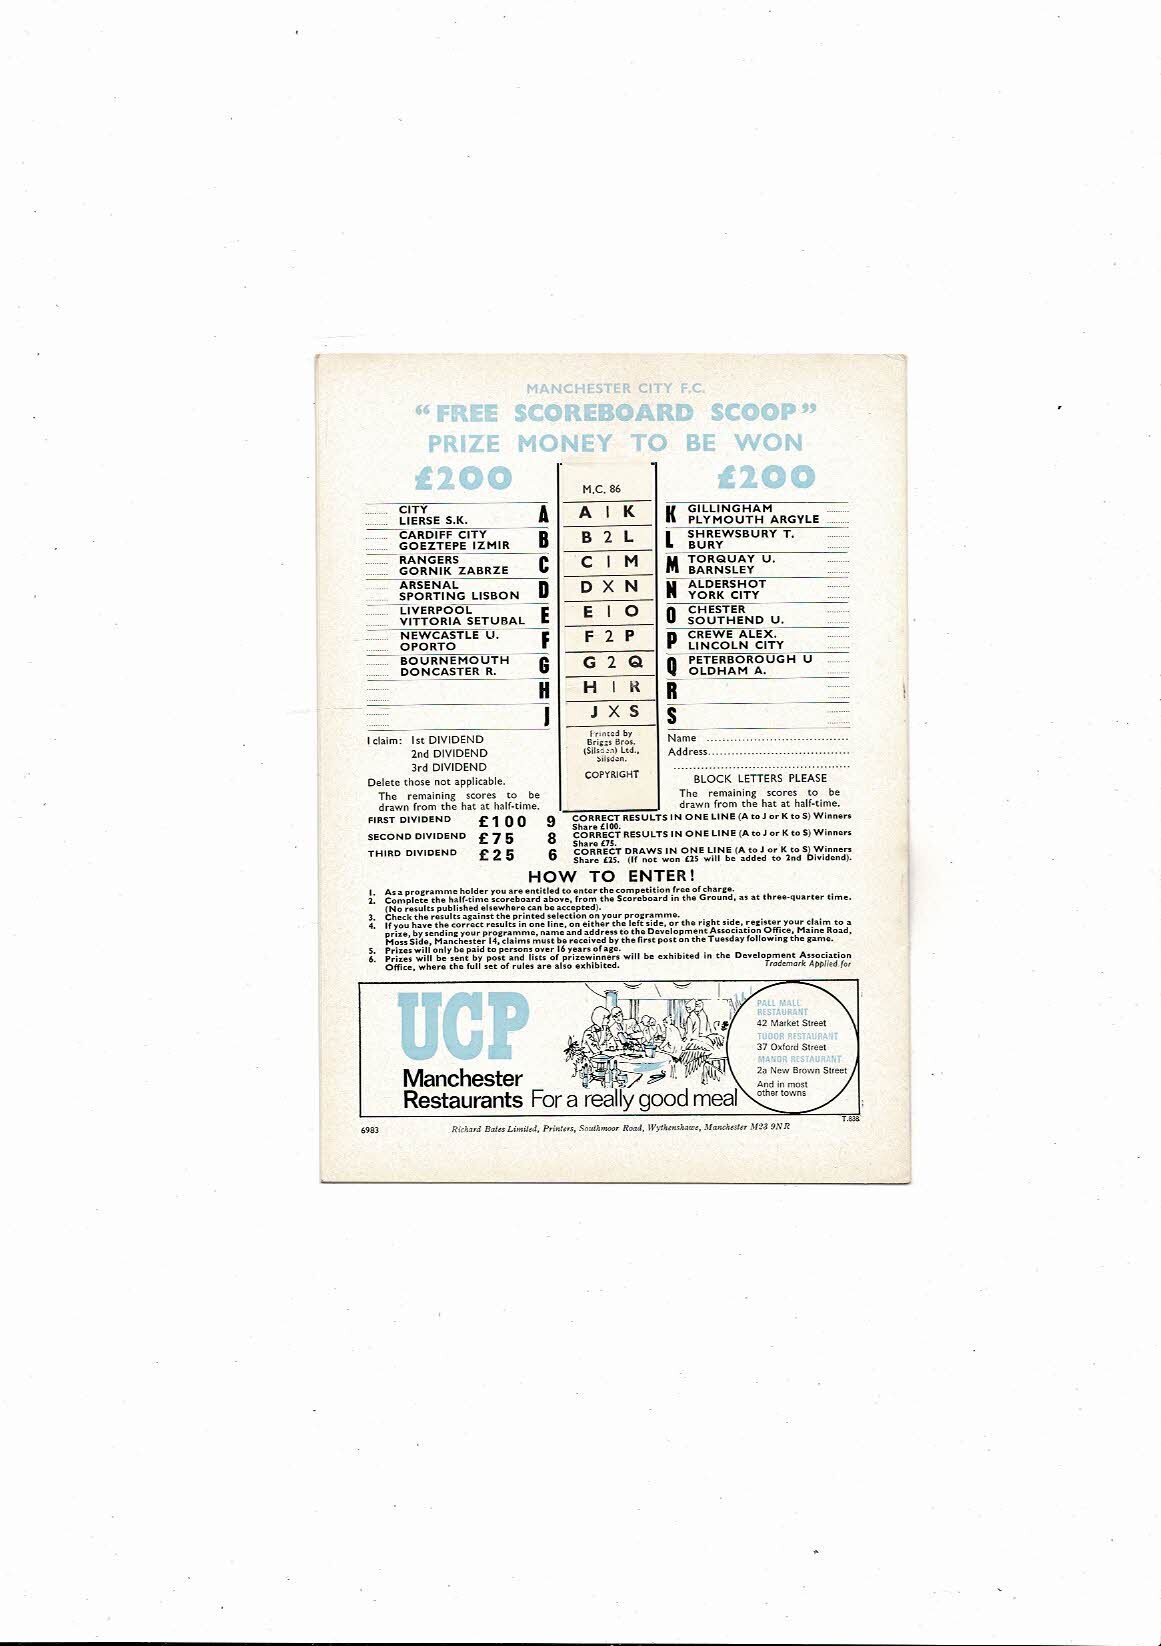 MANCHESTER CITY F.C.
“FREE SCOREBOARD SCOOP”
PRIZE MONEY TO BE WON
£200
£200
M.C. 86
CITY
LIERSE S.K. A
CARDIFF CITY
GOEZTEPE IZMIR B
RANGERS
GORNIK ZABRZE C
ARSENAL
SPORTING LISBON D
LIVERPOOL
VITTORIA SETUBAL E
NEWCASTLE U.
OPORTO F
BOURNEMOUTH
DONCASTER R. G
H
J
A 1 K
B 2 L
C 1 M
D X N
E 1 O
F 2 P
G 2 Q
H 1 R
J X S
Printed by
Briggs Bros.
(Silsden) Ltd.,
Silsden.
COPYRIGHT
K GILLINGHAM
PLYMOUTH ARGYLE
L SHREWSBURY T.
BURY
M TORQUAY U.
BARNSLEY
N ALDERSHOT
YORK CITY
O CHESTER
SOUTHEND U.
P CREWE ALEX.
LINCOLN CITY
Q PETERBOROUGH U
OLDHAM A.
R
S
I claim: 1st DIVIDEND
2nd DIVIDEND
3rd DIVIDEND
Delete those not applicable.
The remaining scores to be
drawn from the hat at half-time.
Name
Address
BLOCK LETTERS PLEASE
The remaining scores to be
drawn from the hat at half-time.
FIRST DIVIDEND £100 9 CORRECT RESULTS IN ONE LINE (A to J or K to S) Winners
Share £100.
SECOND DIVIDEND £75 8 CORRECT RESULTS IN ONE LINE (A to J or K to S) Winners
Share £75.
THIRD DIVIDEND £25 6 CORRECT DRAWS IN ONE LINE (A to J or K to S) Winners
Share £25. (If not won £25 will be added to 2nd Dividend).
HOW TO ENTER!
1. As a programme holder you are entitled to enter the competition free of charge.
2. Complete the half-time scoreboard above, from the Scoreboard in the Ground, as at three-quarter time.
(No results published elsewhere can be accepted).
3. Check the results against the printed selection on your programme.
4. If you have the correct results in one line, on either the left side, or the right side, register your claim to a
prize, by sending your programme, name and address to the Development Association Office, Maine Road,
Moss Side, Manchester 14, claims must be received by the first post on the Tuesday following the game.
5. Prizes will only be paid to persons over 16 years of age.
6. Prizes will be sent by post and lists of prizewinners will be exhibited in the Development Association
Office, where the full set of rules are also exhibited. Trademark Applied for
UCP
Manchester
Restaurants For a really good meal
PALL MALL
RESTAURANT
42 Market Street
TUDOR RESTAURANT
37 Oxford Street
MANOR RESTAURANT
2a New Brown Street
And in most
other towns
T.838
6983 Richard Bates Limited, Printers, Southmoor Road, Wythenshawe, Manchester M23 9NR